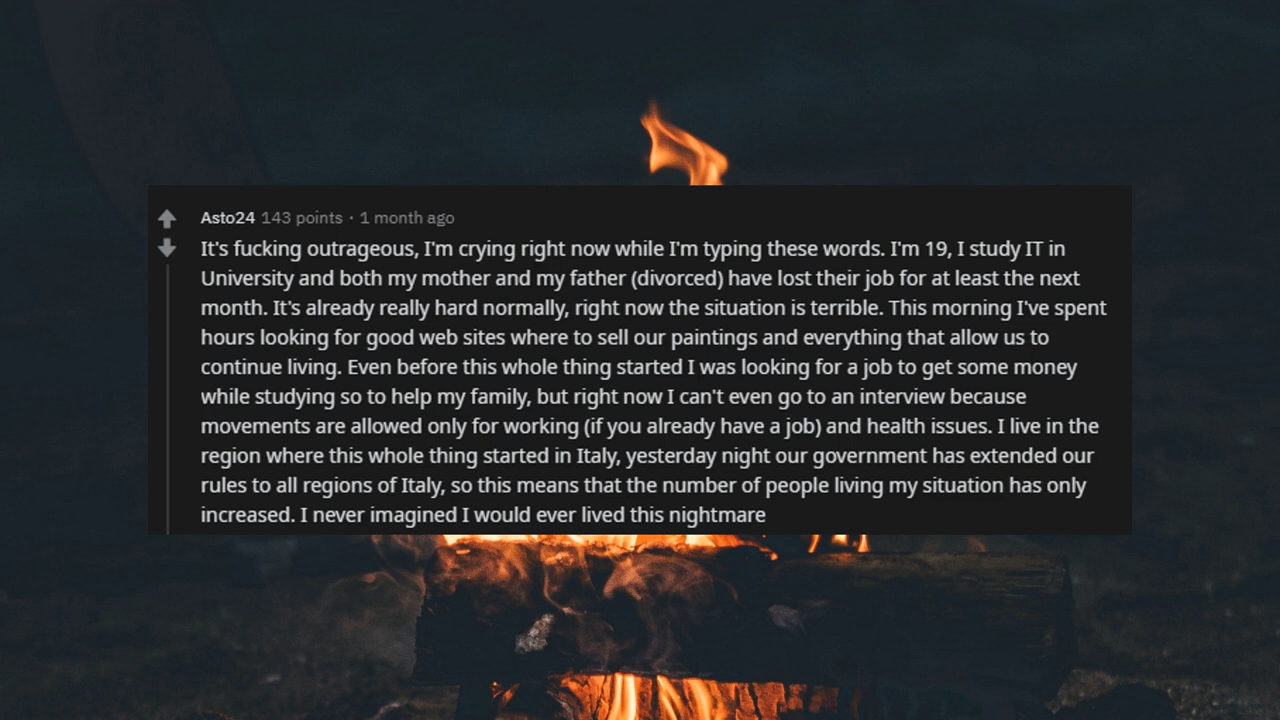 Asto24 143 points · 1 month ago
It's fucking outrageous, I'm crying right now while I'm typing these words. I'm 19, I study IT in
University and both my mother and my father (divorced) have lost their job for at least the next
month. It's already really hard normally, right now the situation is terrible. This morning I've spent
hours looking for good web sites where to sell our paintings and everything that allow us to
continue living. Even before this whole thing started I was looking for a job to get some money
while studying so to help my family, but right now I can't even go to an interview because
movements are allowed only for working (if you already have a job) and health issues. I live in the
region where this whole thing started in Italy, yesterday night our government has extended our
rules to all regions of Italy, so this means that the number of people living my situation has only
increased. I never imagined I would ever lived this nightmare